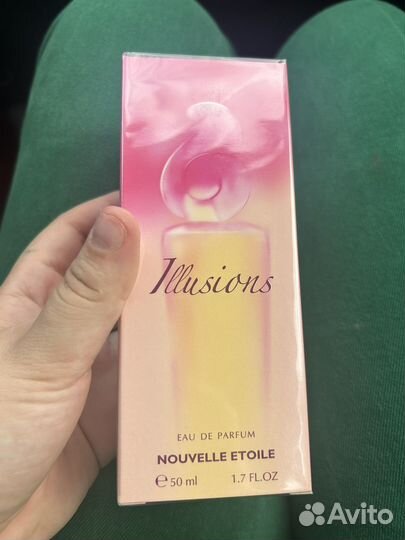 Illusions
EAU DE PARFUM
NOUVELLE ETOILE
℮ 50 ml 1.7 FL.OZ
Avito